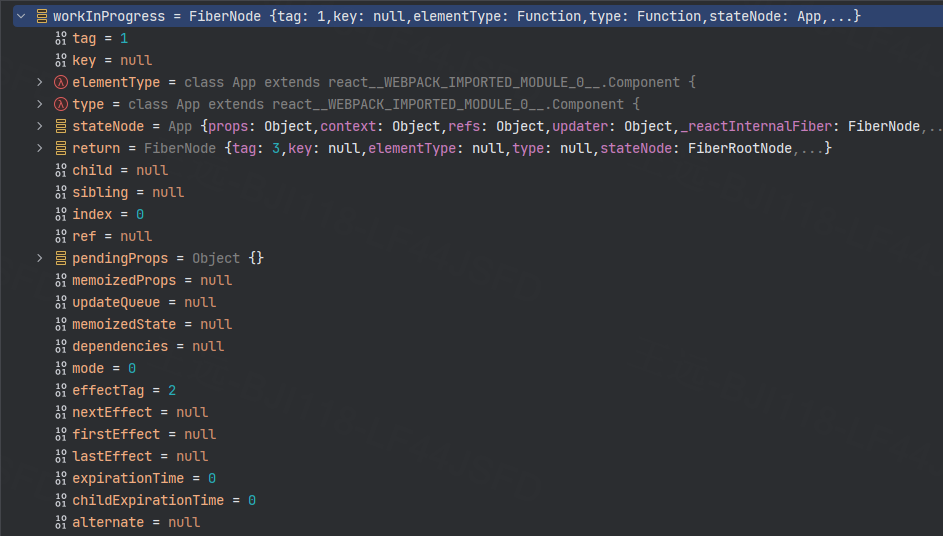 workInProgress = FiberNode {tag: 1,key: null,elementType: Function,type: Function,stateNode: App,...}
tag = 1
key = null
elementType = class App extends react__WEBPACK_IMPORTED_MODULE_0__.Component {
type = class App extends react__WEBPACK_IMPORTED_MODULE_0__.Component {
stateNode = App {props: Object,context: Object,refs: Object,updater: Object,_reactInternalFiber: FiberNode,..
return = FiberNode {tag: 3,key: null,elementType: null,type: null,stateNode: FiberRootNode,...}
child = null
sibling = null
index = 0
ref = null
pendingProps = Object {}
memoizedProps = null
updateQueue = null
memoizedState = null
dependencies = null
mode = 0
effectTag = 2
nextEffect = null
firstEffect = null
lastEffect = null
expirationTime = 0
childExpirationTime = 0
alternate = null